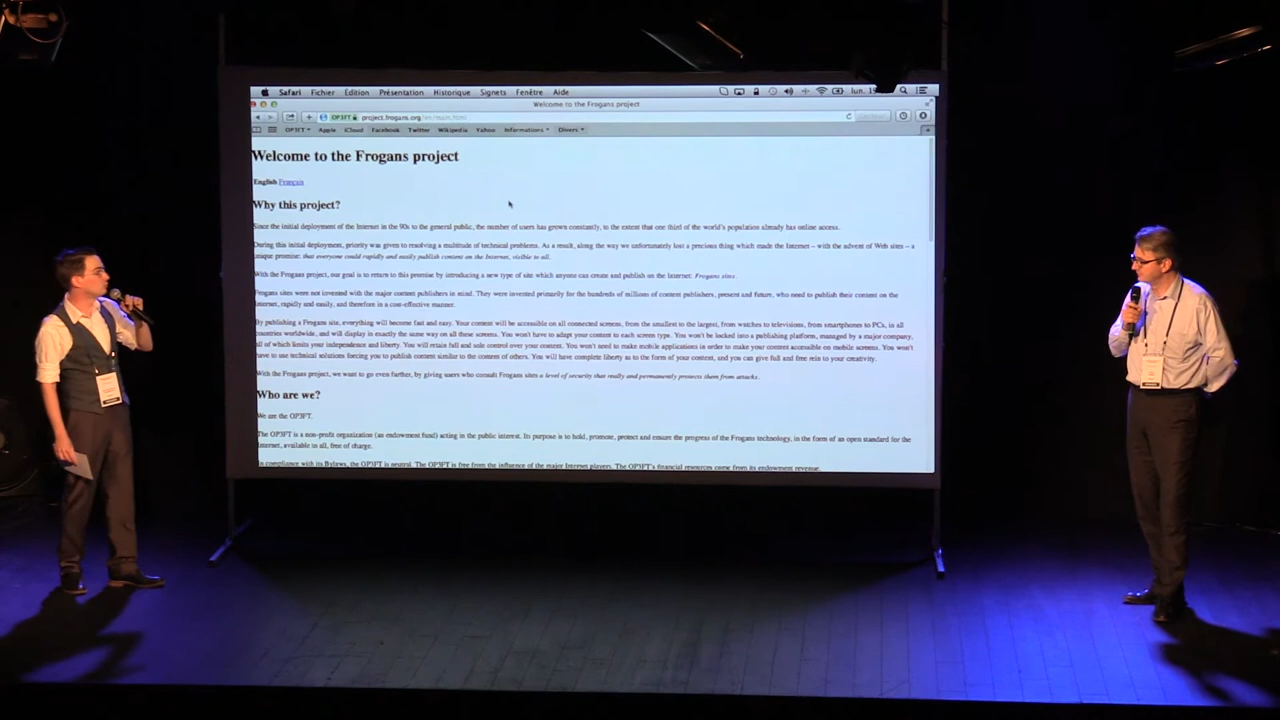 Safari Fichier Édition Présentation Historique Signets Fenêtre Aide lun. 1
Welcome to the Frogans project
OP3FT project.frogans.org/en/main.html
OP3FT Apple iCloud Facebook Twitter Wikipedia Yahoo Informations Divers
Welcome to the Frogans project
English Français
Why this project?
Since the initial deployment of the Internet in the 90s to the general public, the number of users has grown constantly, to the extent that one third of the world's population already has online access.
During this initial deployment, priority was given to resolving a multitude of technical problems. As a result, along the way we unfortunately lost a precious thing which made the Internet – with the advent of Web sites – a
unique promise: that everyone could rapidly and easily publish content on the Internet, visible to all.
With the Frogans project, our goal is to return to this promise by introducing a new type of site which anyone can create and publish on the Internet: Frogans sites.
Frogans sites were not invented with the major content publishers in mind. They were invented primarily for the hundreds of millions of content publishers, present and future, who need to publish their content on the
Internet, rapidly and easily, and therefore in a cost-effective manner.
By publishing a Frogans site, everything will become fast and easy. Your content will be accessible on all connected screens, from the smallest to the largest, from watches to televisions, from smartphones to PCs, in all
countries worldwide, and will display in exactly the same way on all these screens. You won't have to adapt your content to each screen type. You won't be locked into a publishing platform, managed by a major company,
all of which limits your independence and liberty. You will retain full and sole control over your content. You won't need to make mobile applications in order to make your content accessible on mobile screens. You won't
have to use technical solutions forcing you to publish content similar to the content of others. You will have complete liberty as to the form of your content, and you can give full and free rein to your creativity.
With the Frogans project, we want to go even further, by giving users who consult Frogans sites a level of security that really and permanently protects them from attacks.
Who are we?
We are the OP3FT.
The OP3FT is a non-profit organization (an endowment fund) acting in the public interest. Its purpose is to hold, promote, protect and ensure the progress of the Frogans technology, in the form of an open standard for the
Internet, available to all, free of charge.
In compliance with its Bylaws, the OP3FT is neutral. The OP3FT is free from the influence of the major Internet players. The OP3FT's financial resources come from its endowment revenue.